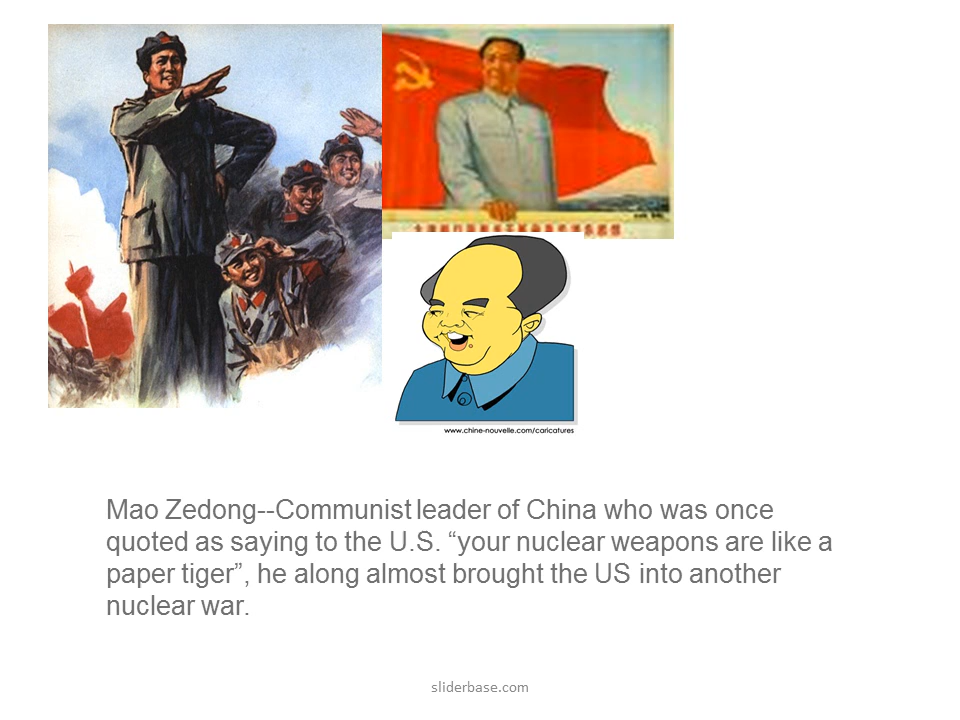 www.chine-nouvelle.com/caricatures
Mao Zedong--Communist leader of China who was once
quoted as saying to the U.S. “your nuclear weapons are like a
paper tiger”, he along almost brought the US into another
nuclear war.
sliderbase.com